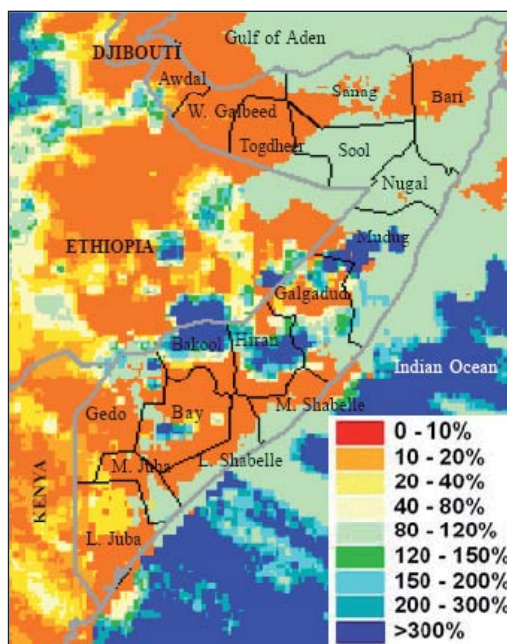 Gulf of Aden
DJIBOUTI
Awdal
Sanag
Bari
W. Galbeed
Togdheer
Sool
Nugal
ETHIOPIA
Mudug
Galgadud
Bakool
Hiran
Indian Ocean
Gedo
Bay
M. Shabelle
M. Juba
L. Shabelle
KENYA
L. Juba
0 - 10%
10 - 20%
20 - 40%
40 - 80%
80 - 120%
120 - 150%
150 - 200%
200 - 300%
>300%